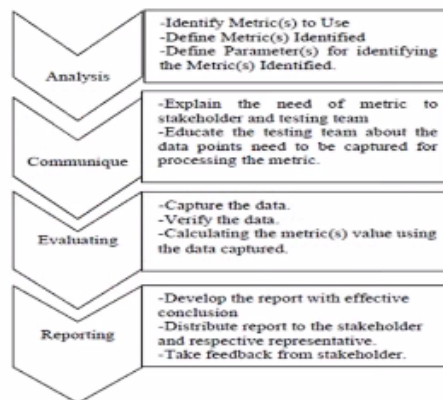 -Identify Metric(s) to Use
-Define Metric(s) Identified
-Define Parameter(s) for identifying
the Metric(s) Identified.
Analysis
-Explain the need of metric to
stakeholder and testing team
-Educate the testing team about the
data points need to be captured for
processing the metric.
Communique
-Capture the data.
-Verify the data.
-Calculating the metric(s) value using
the data captured.
Evaluating
-Develop the report with effective
conclusion
-Distribute report to the stakeholder
and respective representative.
-Take feedback from stakeholder.
Reporting